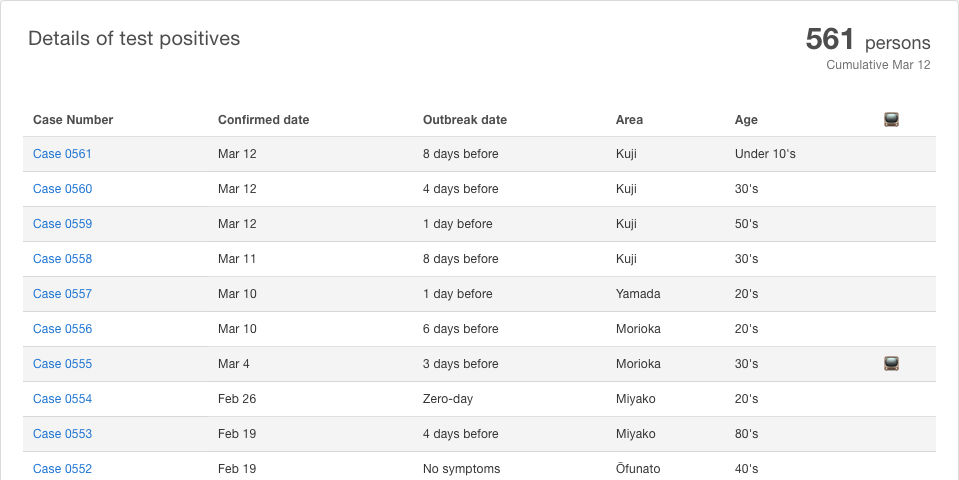 Details of test positives
561 persons
Cumulative Mar 12
Case Number Confirmed date Outbreak date Area Age
Case 0561 Mar 12 8 days before Kuji Under 10's
Case 0560 Mar 12 4 days before Kuji 30's
Case 0559 Mar 12 1 day before Kuji 50's
Case 0558 Mar 11 8 days before Kuji 30's
Case 0557 Mar 10 1 day before Yamada 20's
Case 0556 Mar 10 6 days before Morioka 20's
Case 0555 Mar 4 3 days before Morioka 30's
Case 0554 Feb 26 Zero-day Miyako 20's
Case 0553 Feb 19 4 days before Miyako 80's
Case 0552 Feb 19 No symptoms Ōfunato 40's